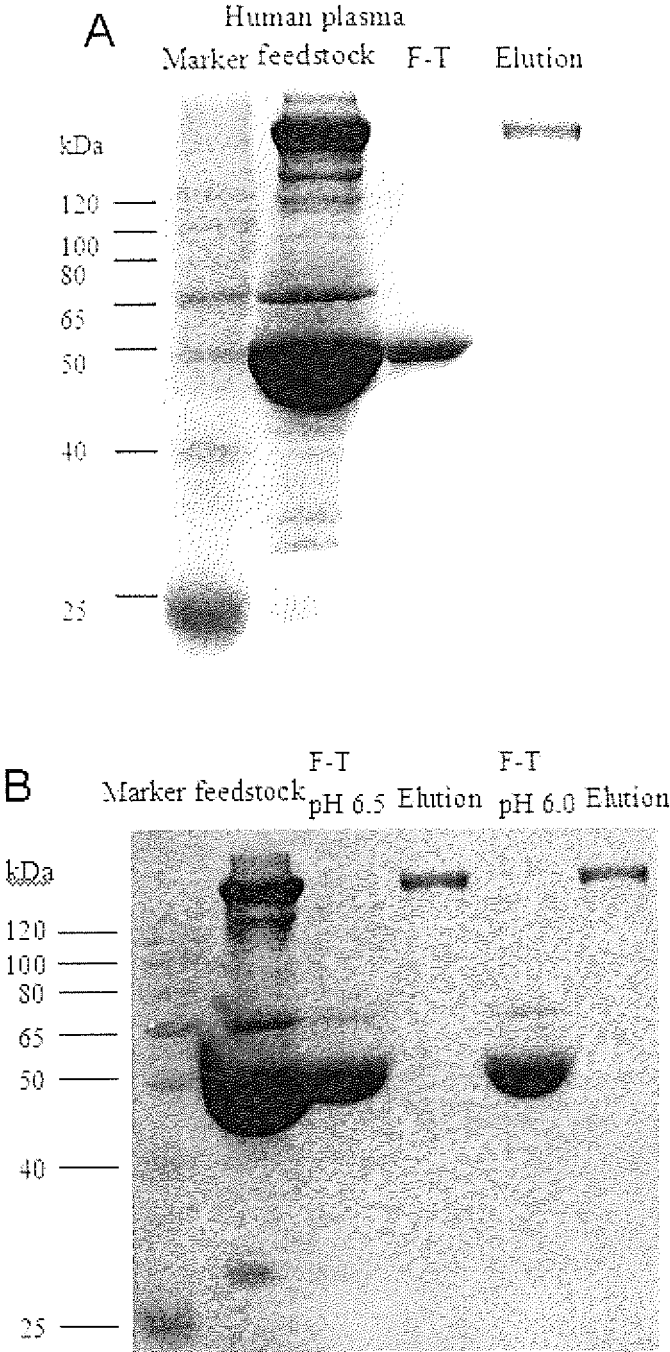 A
Human plasma
Marker feedstock F-T Elution
kDa
120
100
80
65
50
40
25
B
F-T F-T
Marker feedstock pH 6.5 Elution pH 6.0 Elution
kDa
120
100
80
65
50
40
25